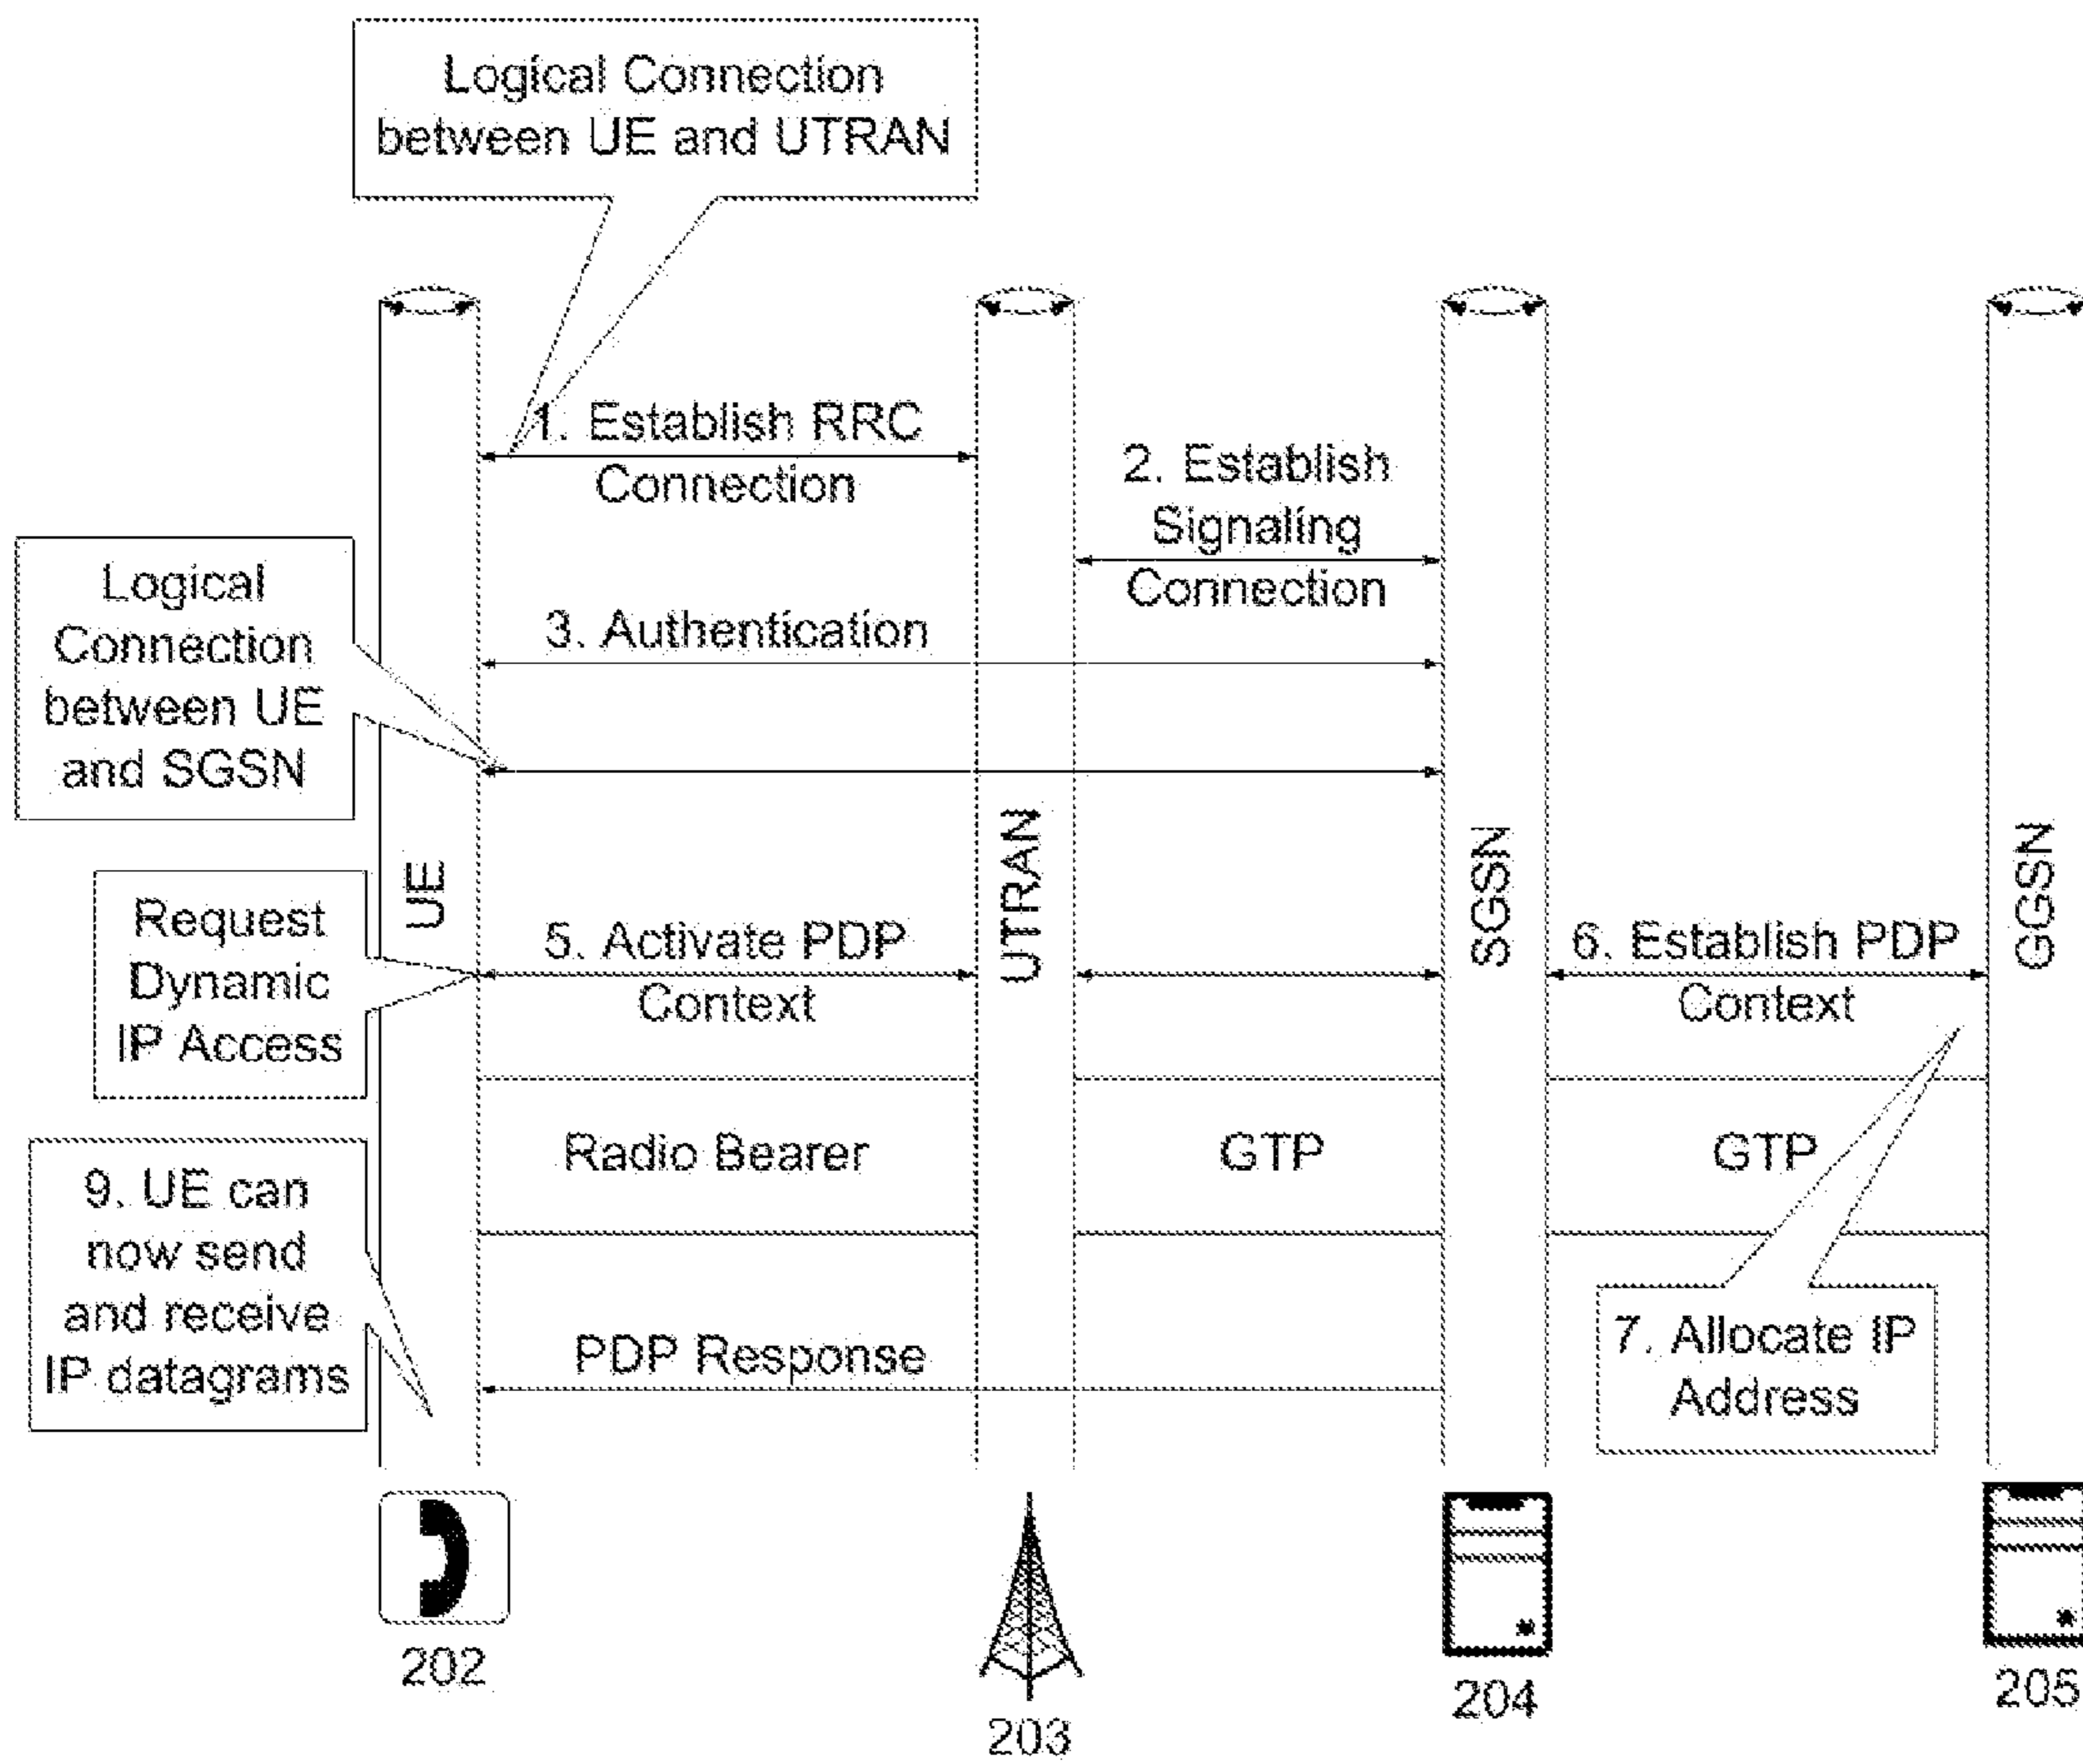 Logical Connection
between UE and UTRAN
1. Establish RRC
Connection
2. Establish
Signaling
Connection
Logical
Connection
between UE
and SGSN
3. Authentication
UE
UTRAN
SGSN
GGSN
Request
Dynamic
IP Access
5. Activate PDP
Context
6. Establish PDP
Context
Radio Bearer
GTP
GTP
9. UE can
now send
and receive
IP datagrams
PDP Response
7. Allocate IP
Address
202
203
204
205